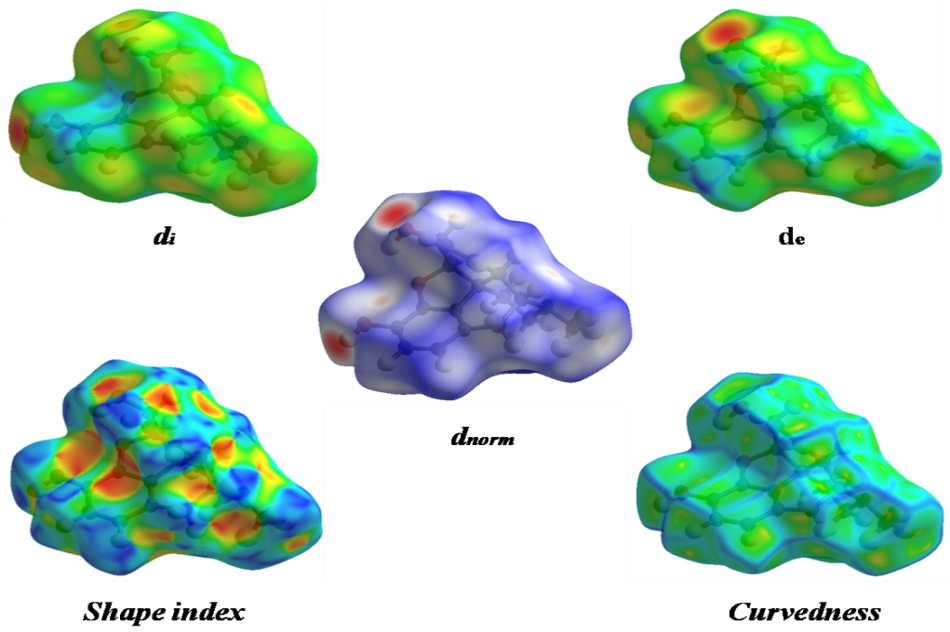 di
de
dnorm
Shape index
Curvedness